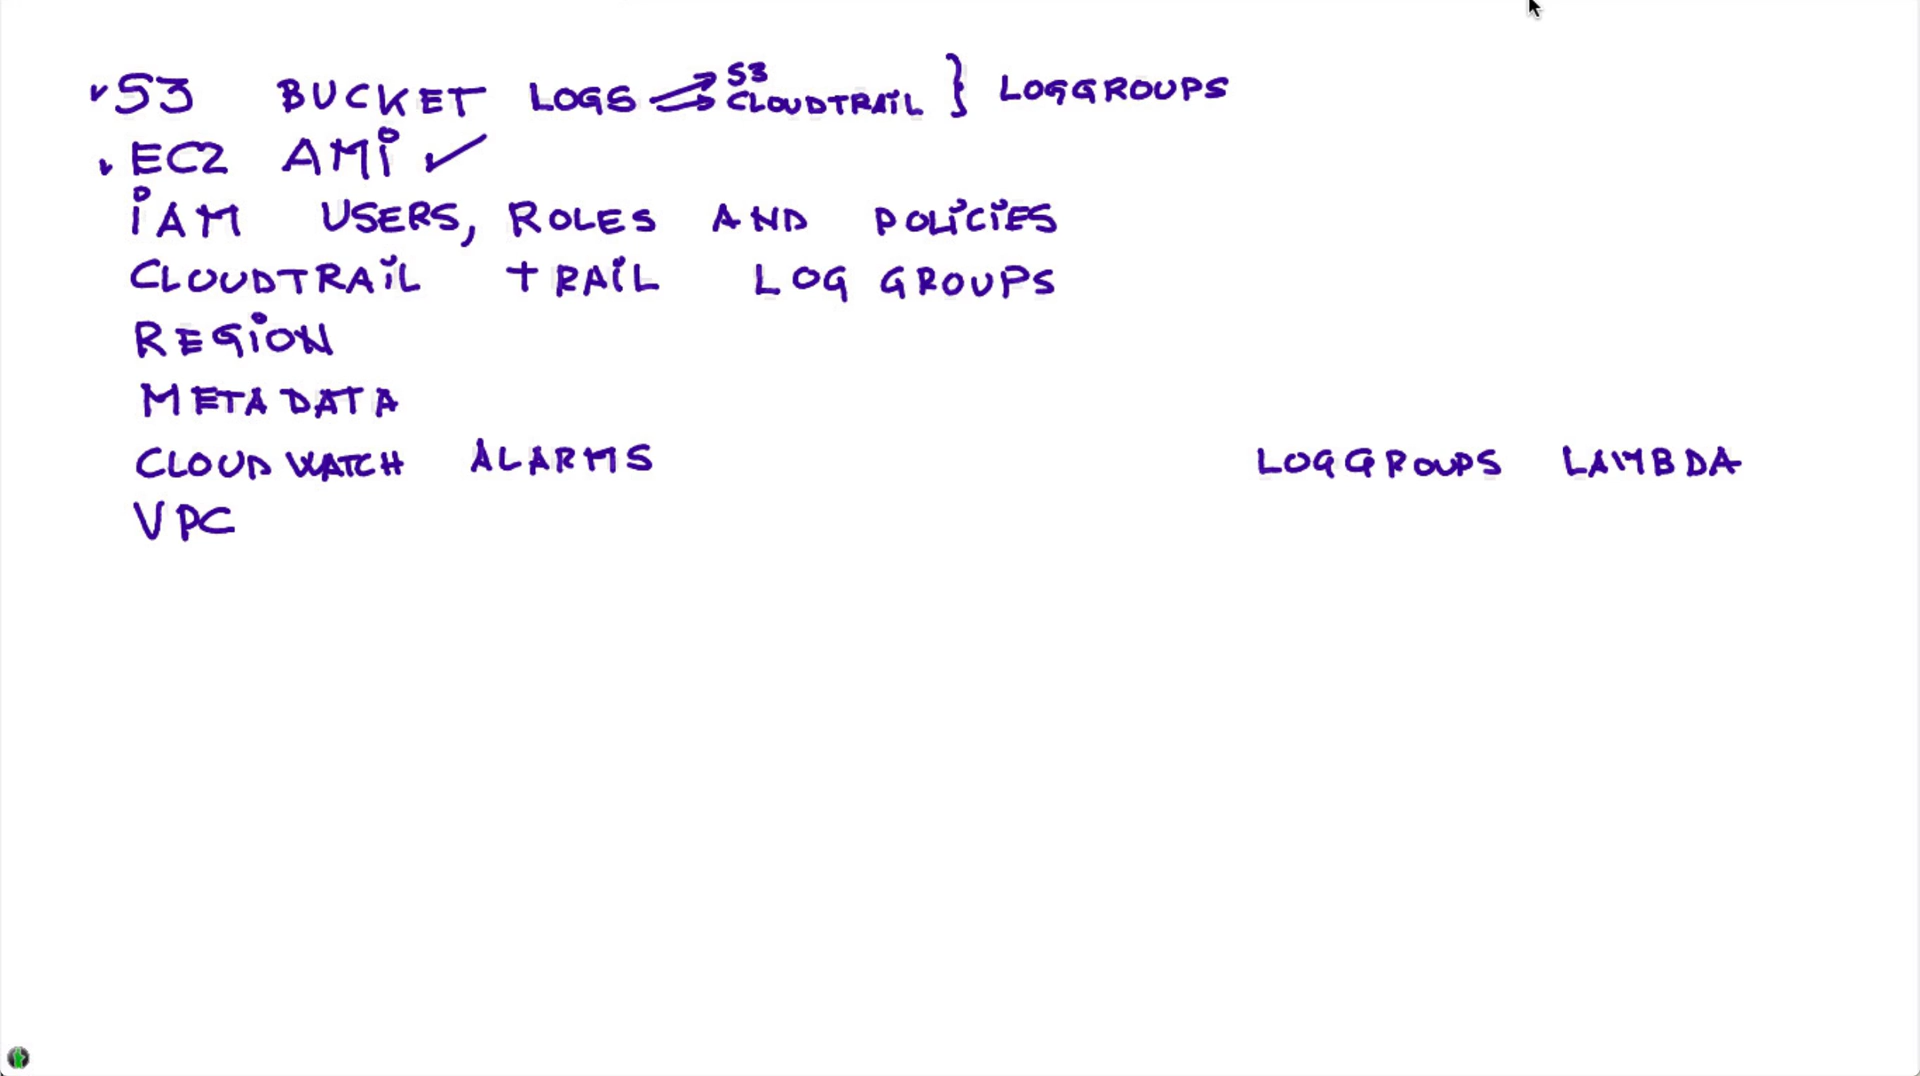 S3 BUCKET LOGS S3 CLOUDTRAIL } LOGGROUPS
EC2 AMI ✓
IAM USERS, ROLES AND POLICIES
CLOUDTRAIL TRAIL LOG GROUPS
REGION
METADATA
CLOUDWATCH ALARMS LOGGROUPS LAMBDA
VPC